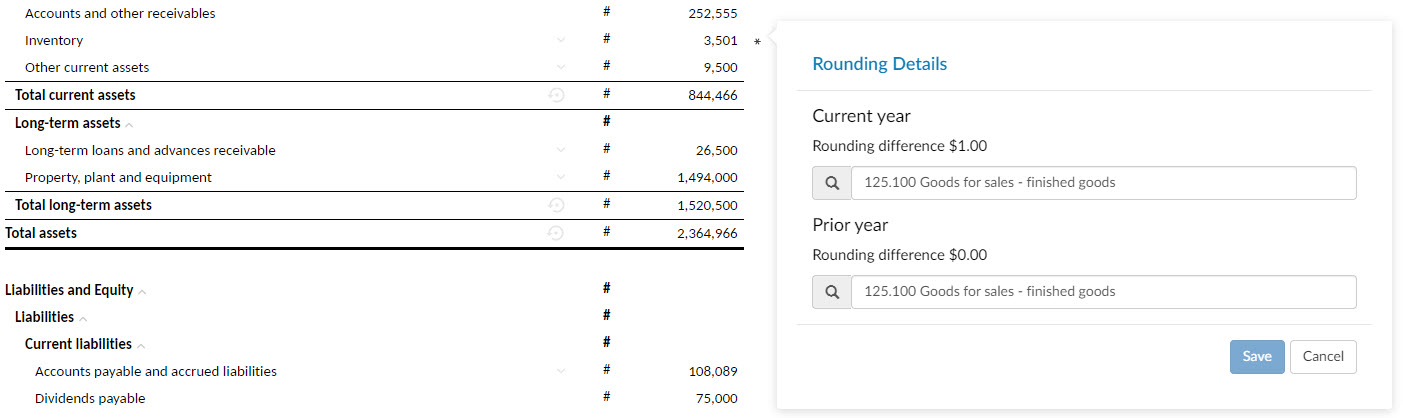 Accounts and other receivables # 252,555
Inventory # 3,501 *
Other current assets # 9,500
Total current assets # 844,466
Long-term assets #
Long-term loans and advances receivable # 26,500
Property, plant and equipment # 1,494,000
Total long-term assets # 1,520,500
Total assets # 2,364,966
Liabilities and Equity #
Liabilities #
Current liabilities #
Accounts payable and accrued liabilities # 108,089
Dividends payable # 75,000
Rounding Details
Current year
Rounding difference $1.00
125.100 Goods for sales - finished goods
Prior year
Rounding difference $0.00
125.100 Goods for sales - finished goods
Save Cancel